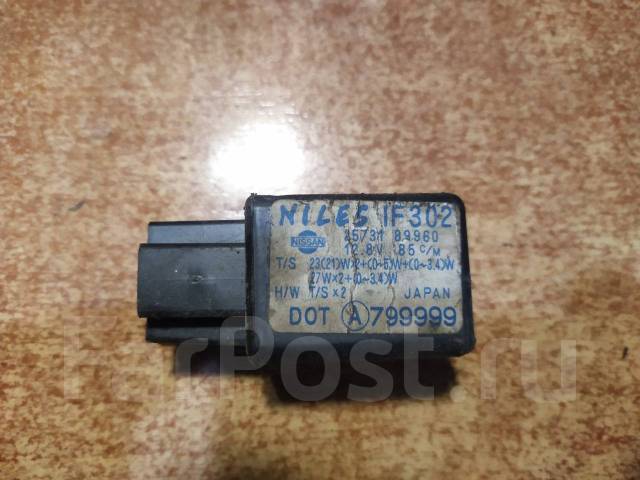 NILES IF302
NISSAN 25731 89960
12.8V 85 C/M
T/S 23(21)W×2+(0~5)W+(0~3.4)W
27W×2+(0~3.4)W
H/W T/S×2 JAPAN
DOT A 799999
FarPost.ru